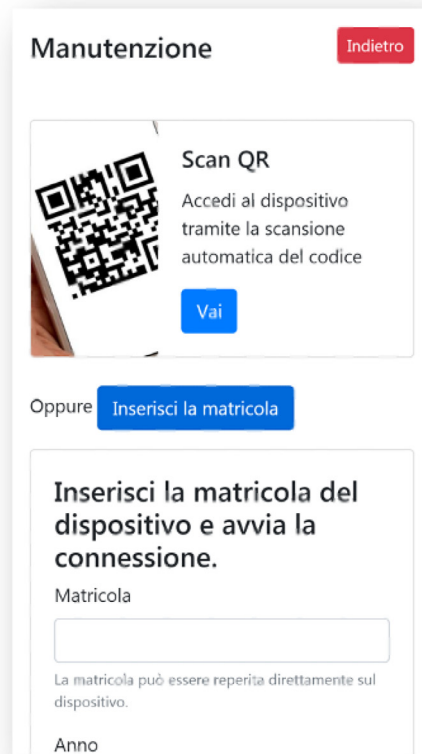 Manutenzione
Indietro
Scan QR
Accedi al dispositivo
tramite la scansione
automatica del codice
Vai
Oppure
Inserisci la matricola
Inserisci la matricola del
dispositivo e avvia la
connessione.
Matricola
La matricola può essere reperita direttamente sul
dispositivo.
Anno